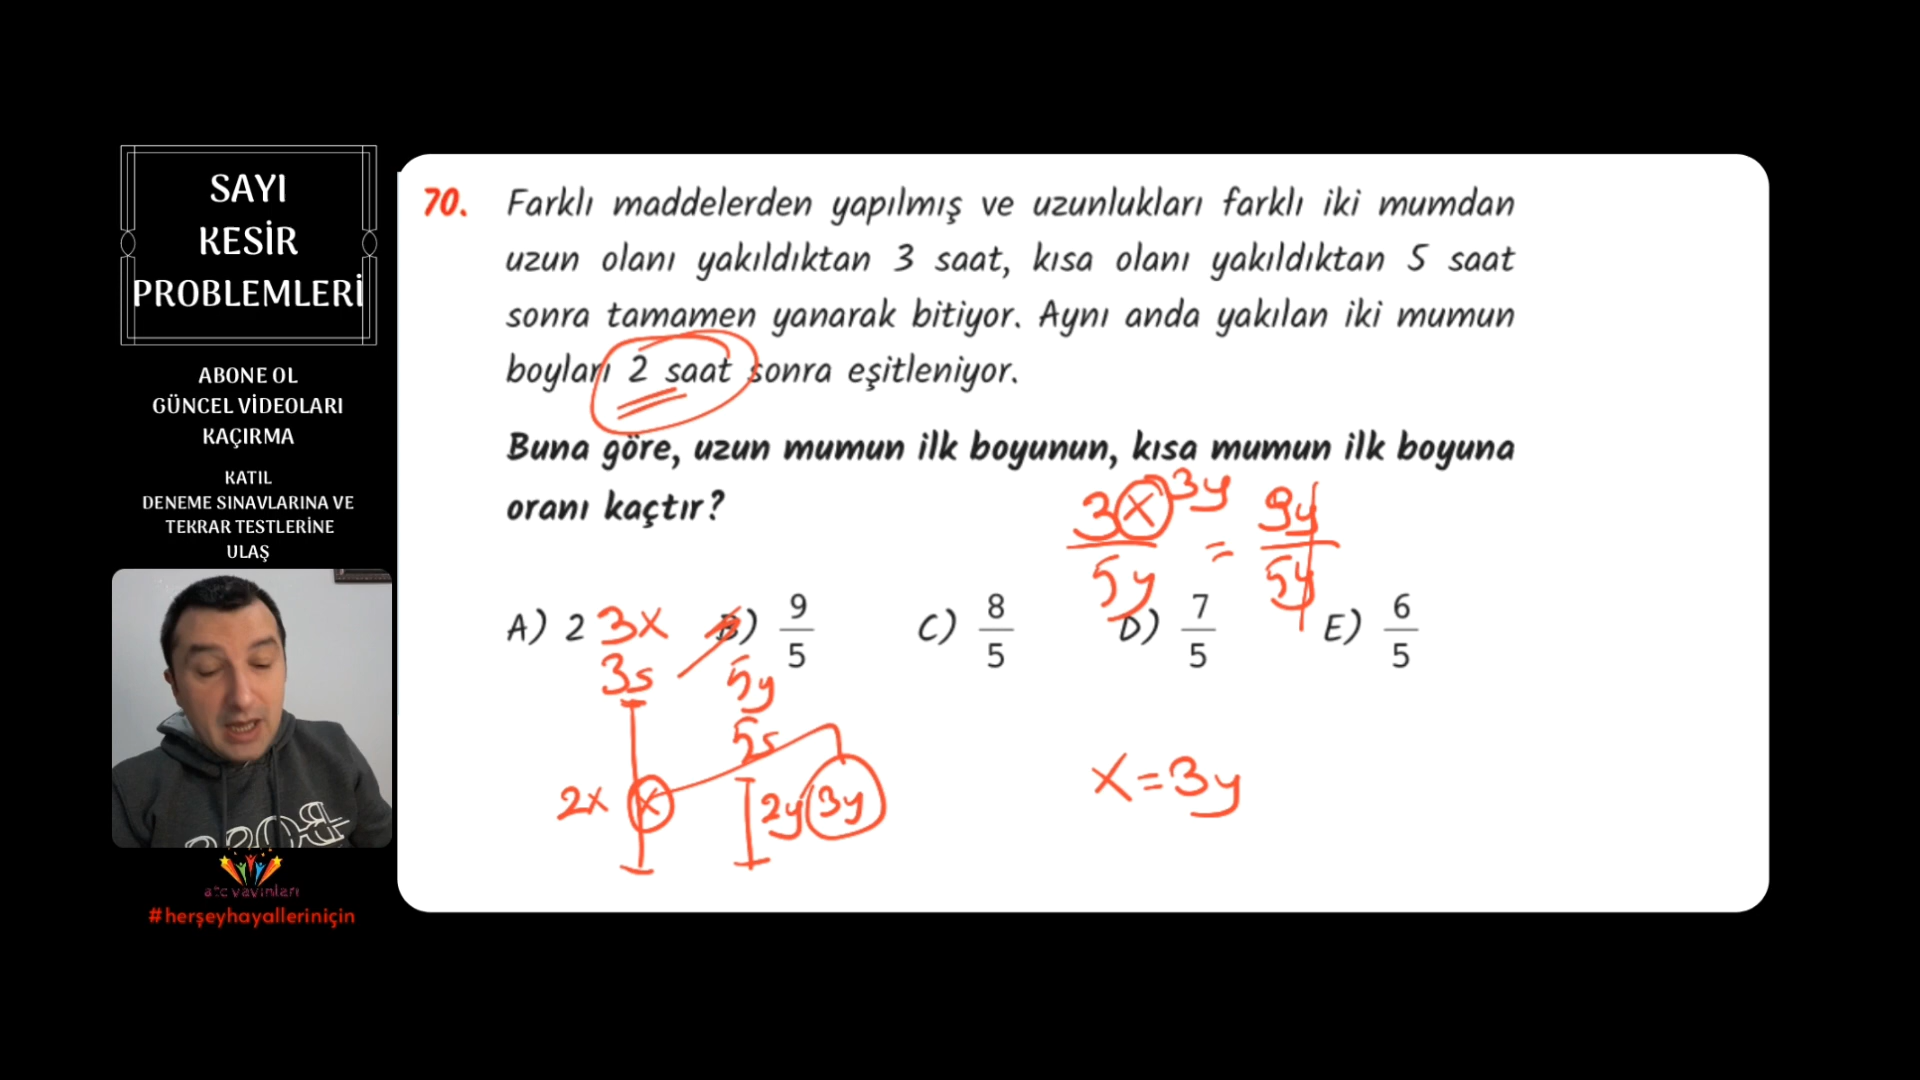 SAYI
KESİR
PROBLEMLERİ
ABONE OL
GÜNCEL VİDEOLARI
KAÇIRMA
KATIL
DENEME SINAVLARINA VE
TEKRAR TESTLERİNE
ULAŞ
atc yayınları
#herşeyhayalleriniçin
70. Farklı maddelerden yapılmış ve uzunlukları farklı iki mumdan
uzun olanı yakıldıktan 3 saat, kısa olanı yakıldıktan 5 saat
sonra tamamen yanarak bitiyor. Aynı anda yakılan iki mumun
boyları 2 saat sonra eşitleniyor.
Buna göre, uzun mumun ilk boyunun, kısa mumun ilk boyuna
oranı kaçtır?
3x 3y / 5y = 9y / 5y
A) 2 B) 9/5 C) 8/5 D) 7/5 E) 6/5
3x
3s 5y
5s
2x x 2y 3y
x=3y